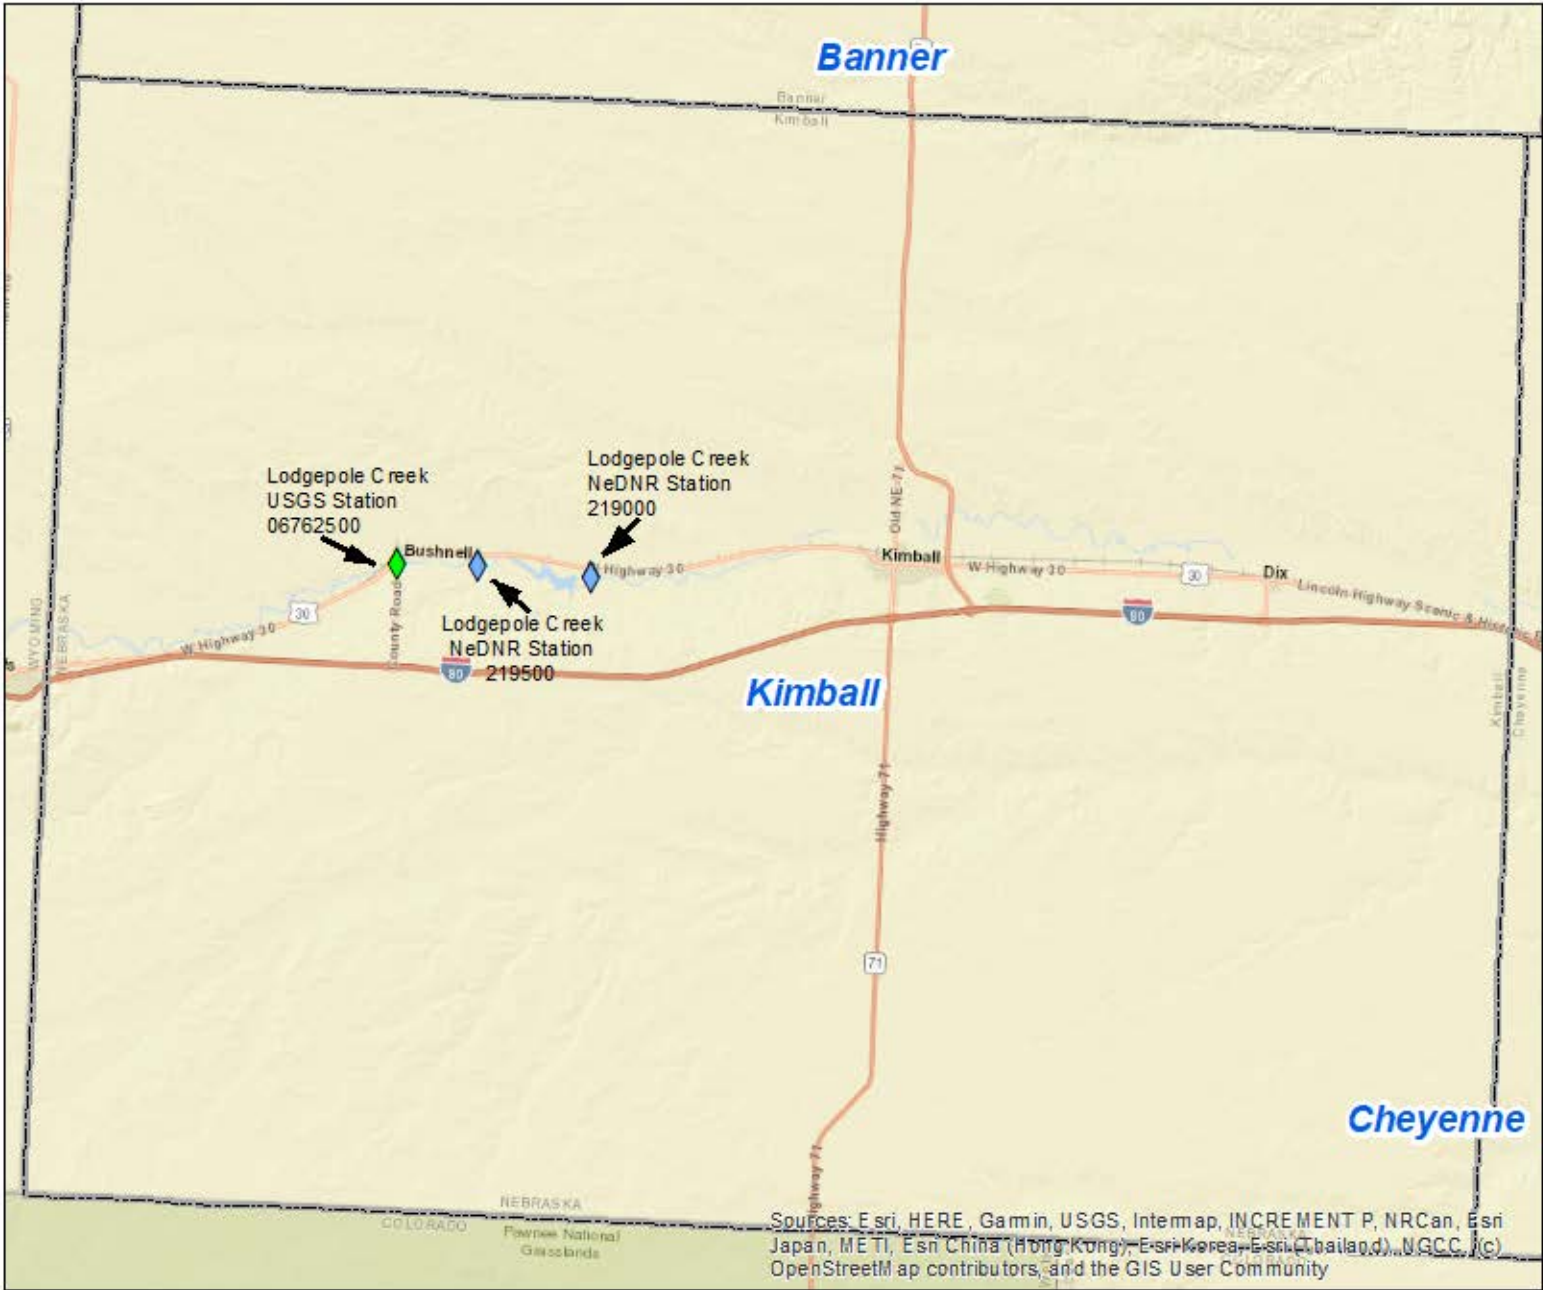 Banner
Banner
Kimball
Lodgepole Creek
USGS Station
06762500
Lodgepole Creek
NeDNR Station
219000
Old NE-71
Bushnell
Highway 30
Kimball
W Highway 30
30
Dix
Lincoln Highway Scenic & Historic B
30
County Road
Lodgepole Creek
NeDNR Station
219500
80
W Highway 30
80
WYOMING
NEBRASKA
Kimball
Kimball
Cheyenne
Highway 71
71
Cheyenne
Highway 71
NEBRASKA
COLORADO
Pawnee National
Grasslands
NEBRASKA
Sources: Esri, HERE, Garmin, USGS, Intermap, INCREMENT P, NRCan, Esri
Japan, METI, Esri China (Hong Kong), Esri Korea, Esri (Thailand), NGCC, (c)
OpenStreetMap contributors, and the GIS User Community